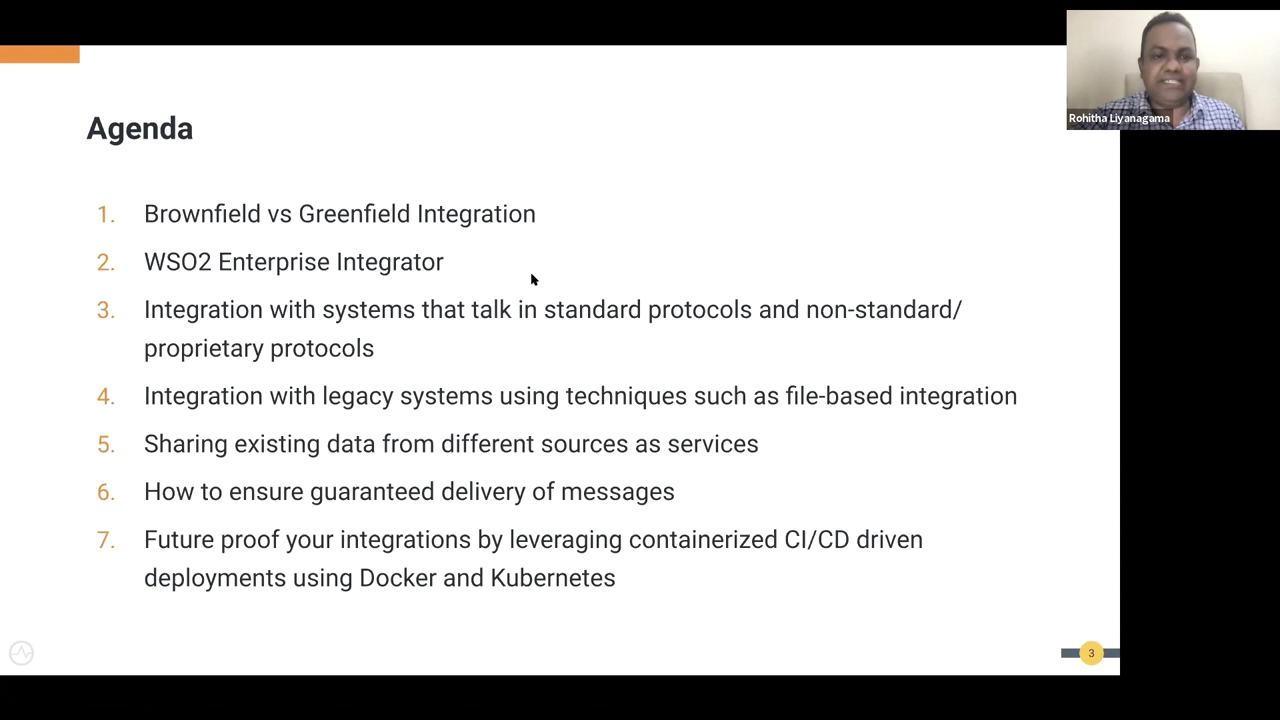 Agenda
1. Brownfield vs Greenfield Integration
2. WSO2 Enterprise Integrator
3. Integration with systems that talk in standard protocols and non-standard/
proprietary protocols
4. Integration with legacy systems using techniques such as file-based integration
5. Sharing existing data from different sources as services
6. How to ensure guaranteed delivery of messages
7. Future proof your integrations by leveraging containerized CI/CD driven
deployments using Docker and Kubernetes
3
Rohitha Liyanagama